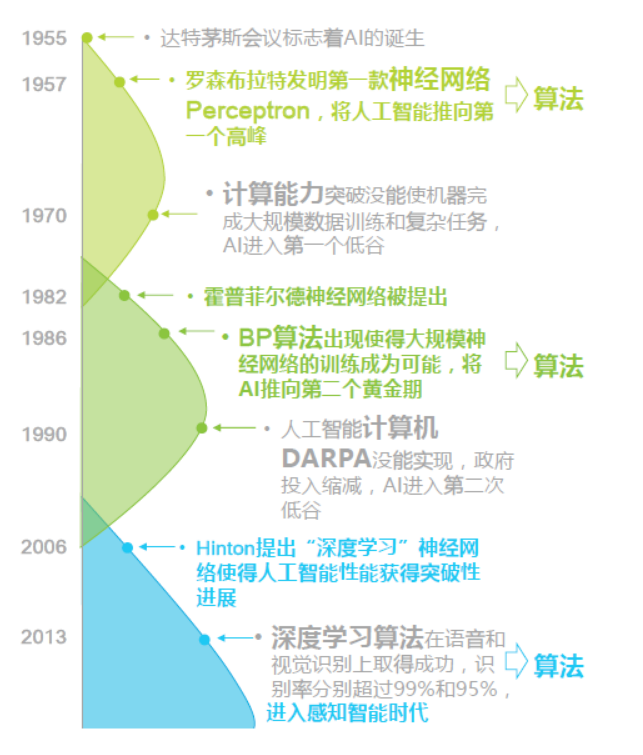 1955 • 达特茅斯会议标志着AI的诞生
1957 • 罗森布拉特发明第一款神经网络
Perceptron，将人工智能推向第
一个高峰
算法
• 计算能力突破没能使机器完
1970 成大规模数据训练和复杂任务，
AI进入第一个低谷
1982 • 霍普菲尔德神经网络被提出
1986 • BP算法出现使得大规模神
经网络的训练成为可能，将
AI推向第二个黄金期
算法
1990 • 人工智能计算机
DARPA没能实现，政府
投入缩减，AI进入第二次
低谷
2006 • Hinton提出“深度学习”神经网
络使得人工智能性能获得突破性
进展
2013 • 深度学习算法在语音和
视觉识别上取得成功，识
别率分别超过99%和95%，
进入感知智能时代
算法